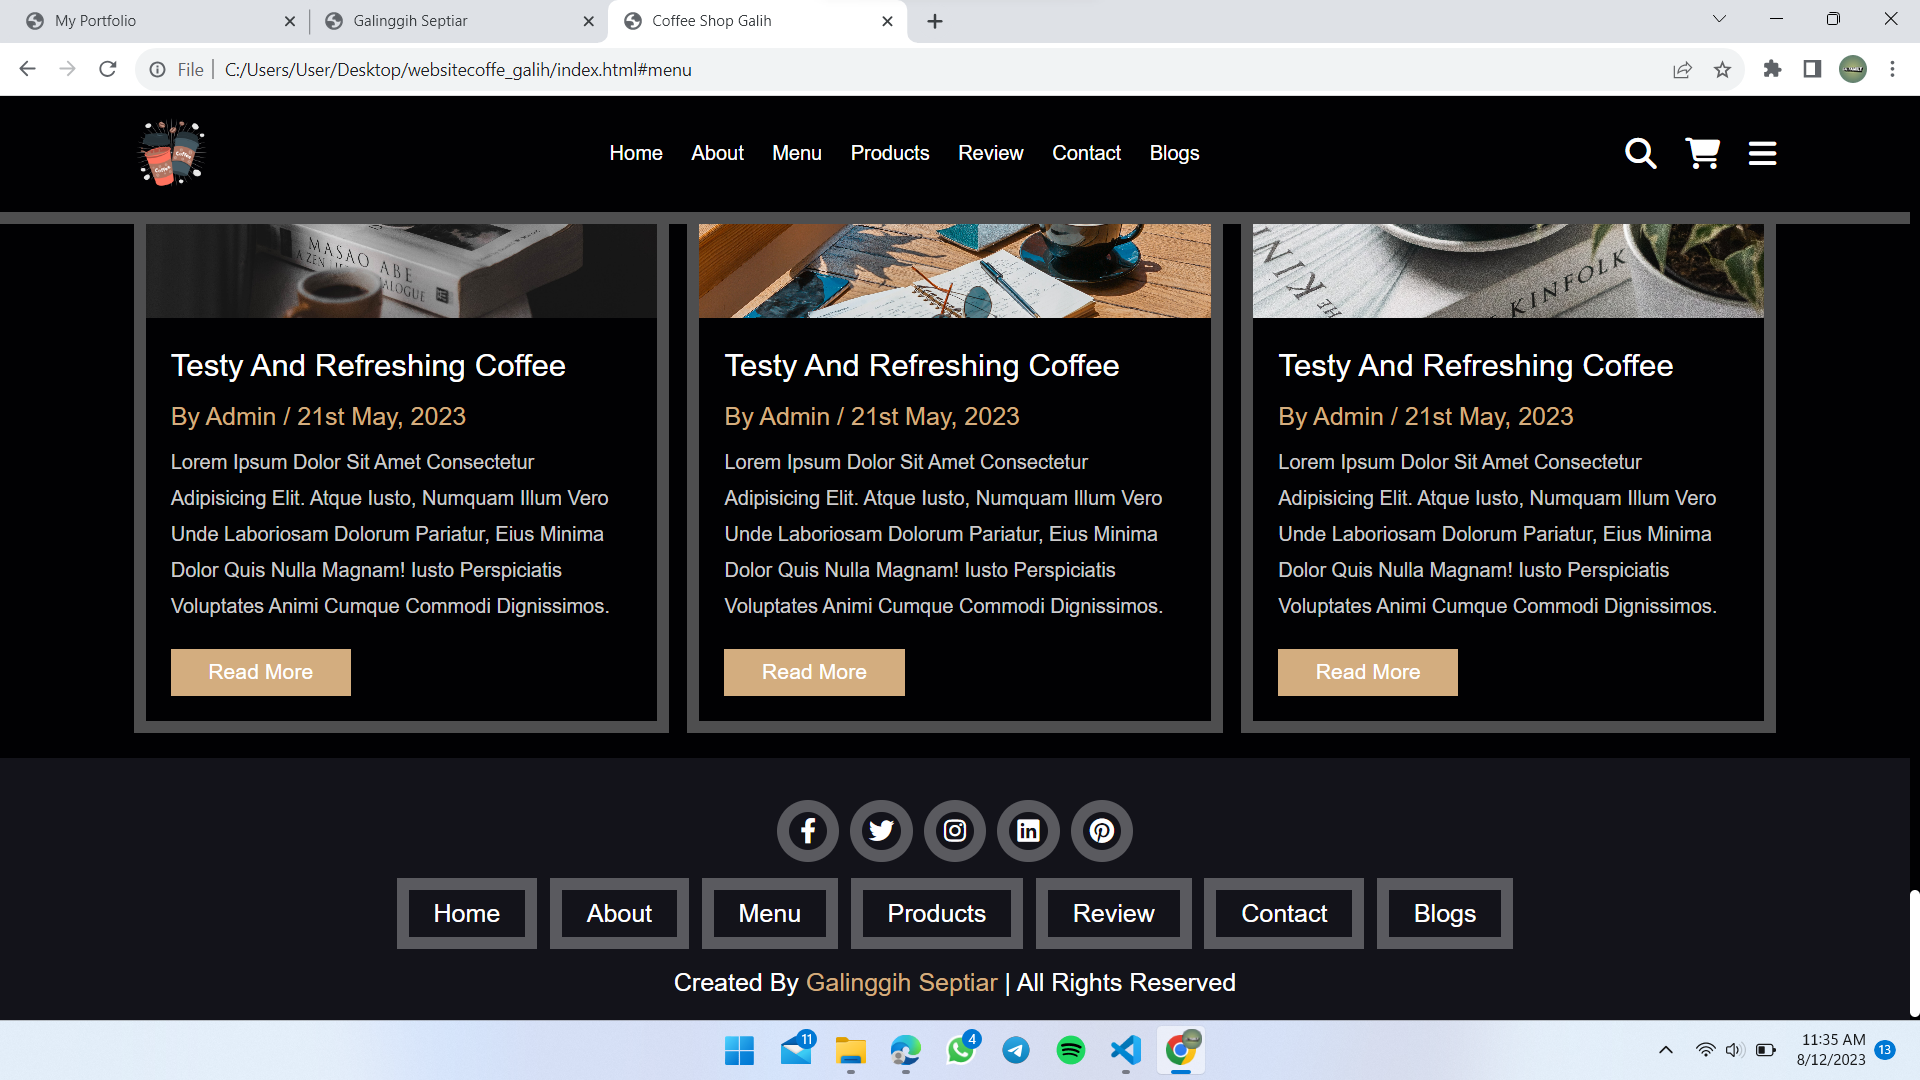 My Portfolio
Galinggih Septiar
Coffee Shop Galih
File
C:/Users/User/Desktop/websitecoffe_galih/index.html#menu
Coffee
Coffee
Home About Menu Products Review Contact Blogs
MASAO ABE
ALOGUE
KIN
THE
KINFOLK
Testy And Refreshing Coffee
By Admin / 21st May, 2023
Lorem Ipsum Dolor Sit Amet Consectetur
Adipisicing Elit. Atque Iusto, Numquam Illum Vero
Unde Laboriosam Dolorum Pariatur, Eius Minima
Dolor Quis Nulla Magnam! Iusto Perspiciatis
Voluptates Animi Cumque Commodi Dignissimos.
Read More
Testy And Refreshing Coffee
By Admin / 21st May, 2023
Lorem Ipsum Dolor Sit Amet Consectetur
Adipisicing Elit. Atque Iusto, Numquam Illum Vero
Unde Laboriosam Dolorum Pariatur, Eius Minima
Dolor Quis Nulla Magnam! Iusto Perspiciatis
Voluptates Animi Cumque Commodi Dignissimos.
Read More
Testy And Refreshing Coffee
By Admin / 21st May, 2023
Lorem Ipsum Dolor Sit Amet Consectetur
Adipisicing Elit. Atque Iusto, Numquam Illum Vero
Unde Laboriosam Dolorum Pariatur, Eius Minima
Dolor Quis Nulla Magnam! Iusto Perspiciatis
Voluptates Animi Cumque Commodi Dignissimos.
Read More
Home About Menu Products Review Contact Blogs
Created By Galinggih Septiar | All Rights Reserved
11
4
11:35 AM
8/12/2023
13